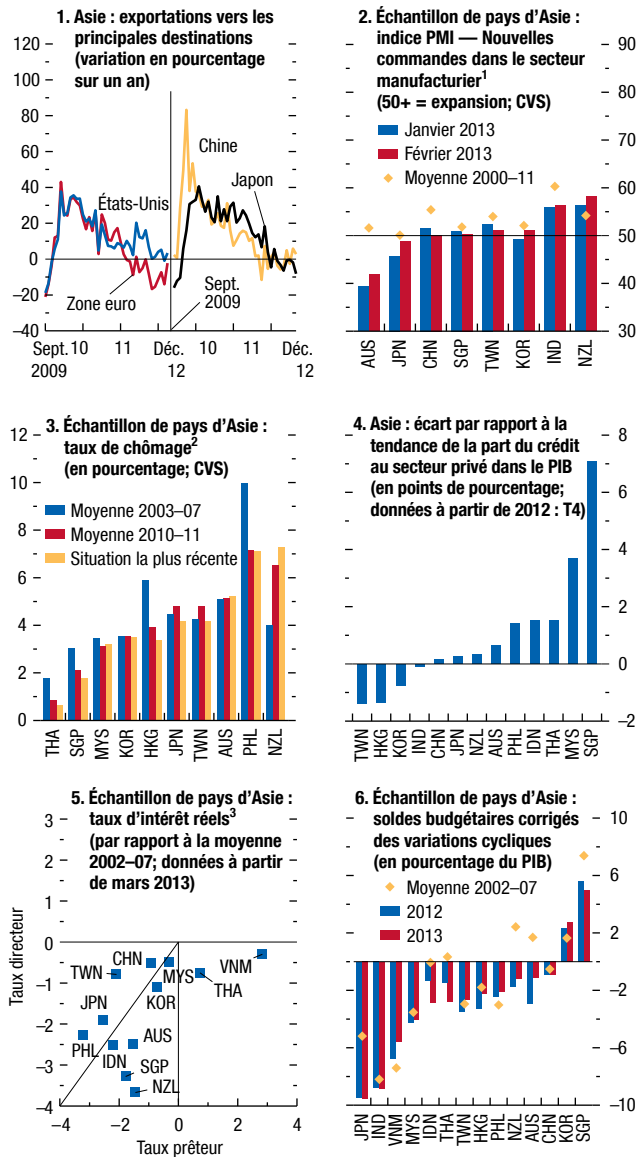 1. Asie : exportations vers les
principales destinations
(variation en pourcentage
sur un an)
120
100
80
60
40
20
0
–20
–40
Chine
États-Unis
Japon
Zone euro
Sept.
2009
Sept. 10 11 Déc. 10 11 Déc.
2009 12 12
2. Échantillon de pays d'Asie :
indice PMI — Nouvelles
commandes dans le secteur
manufacturier1
(50+ = expansion; CVS)
Janvier 2013
Février 2013
Moyenne 2000–11
90
80
70
60
50
40
30
AUS JPN CHN SGP TWN KOR IND NZL
3. Échantillon de pays d'Asie :
taux de chômage2
(en pourcentage; CVS)
Moyenne 2003–07
Moyenne 2010–11
Situation la plus récente
12
10
8
6
4
2
0
THA SGP MYS KOR HKG JPN TWN AUS PHL NZL
4. Asie : écart par rapport à la
tendance de la part du crédit
au secteur privé dans le PIB
(en points de pourcentage;
données à partir de 2012 : T4)
8
6
4
2
0
–2
TWN HKG KOR IND CHN JPN NZL AUS PHL IDN THA MYS SGP
5. Échantillon de pays d'Asie :
taux d'intérêt réels3
(par rapport à la moyenne
2002–07; données à partir
de mars 2013)
Taux directeur
3
2
1
0
–1
–2
–3
–4
CHN
TWN
MYS
VNM
THA
KOR
JPN
PHL
AUS
IDN
SGP
NZL
–4 –2 0 2 4
Taux prêteur
6. Échantillon de pays d'Asie :
soldes budgétaires corrigés
des variations cycliques
(en pourcentage du PIB)
Moyenne 2002–07
2012
2013
10
6
2
–2
–6
–10
JPN IND VNM MYS IDN THA TWN HKG PHL NZL AUS CHN KOR SGP